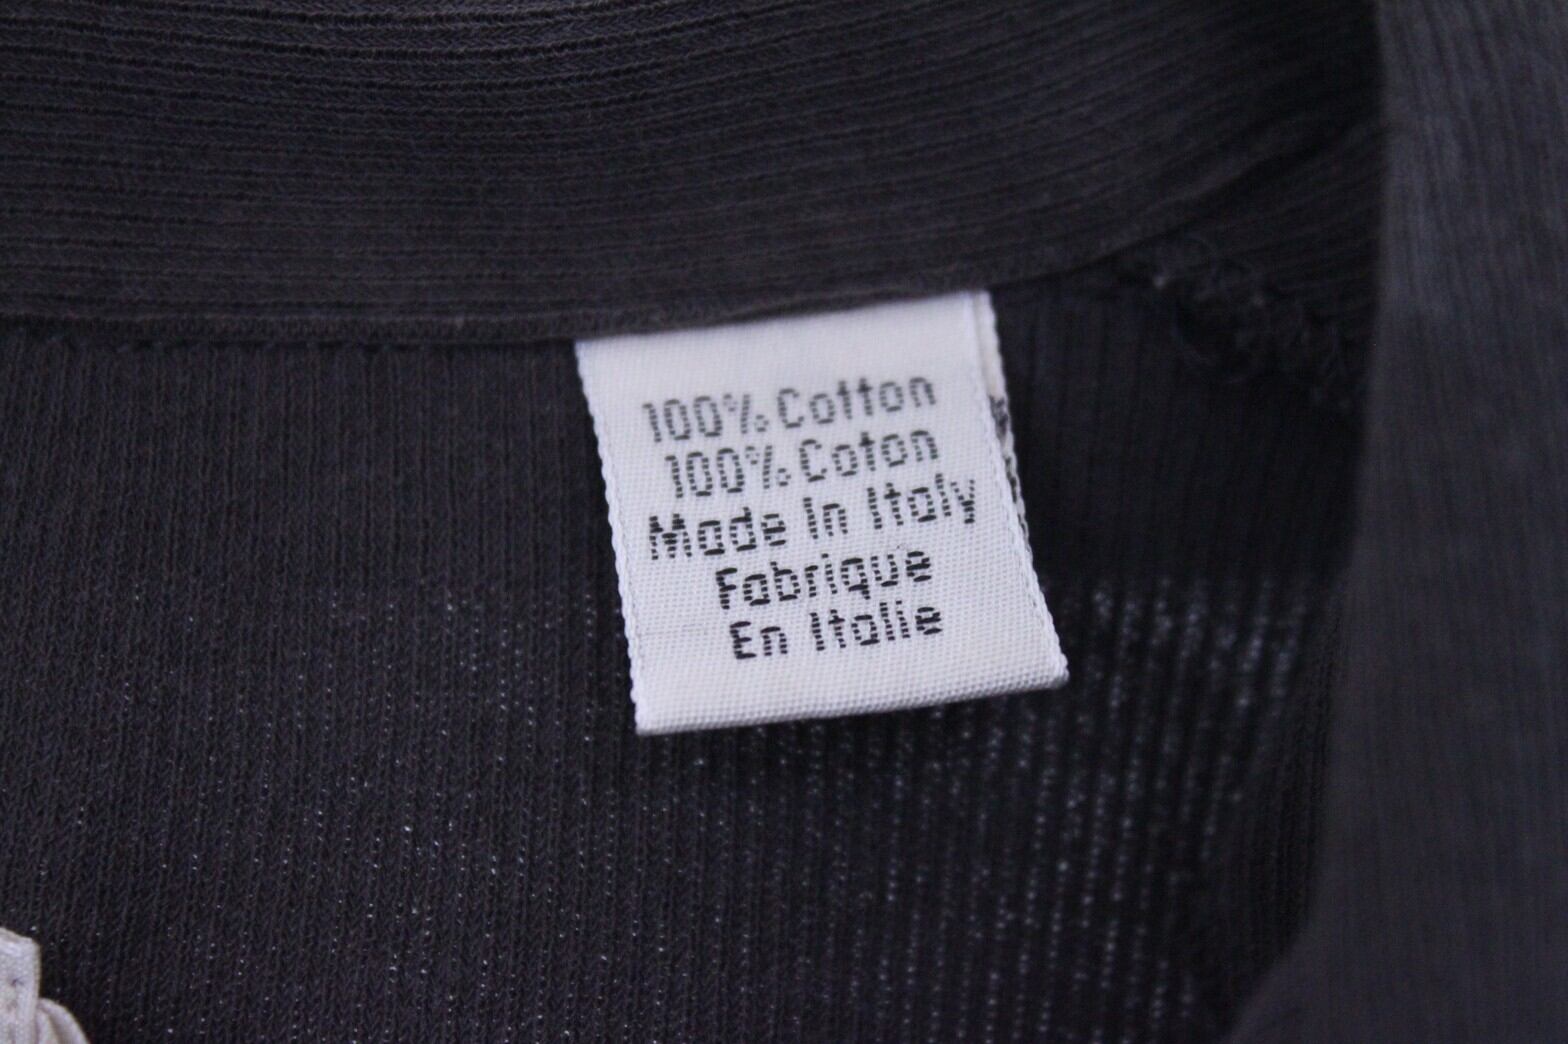 100% Cotton
100% Coton
Made In Italy
Fabrique
En Italie